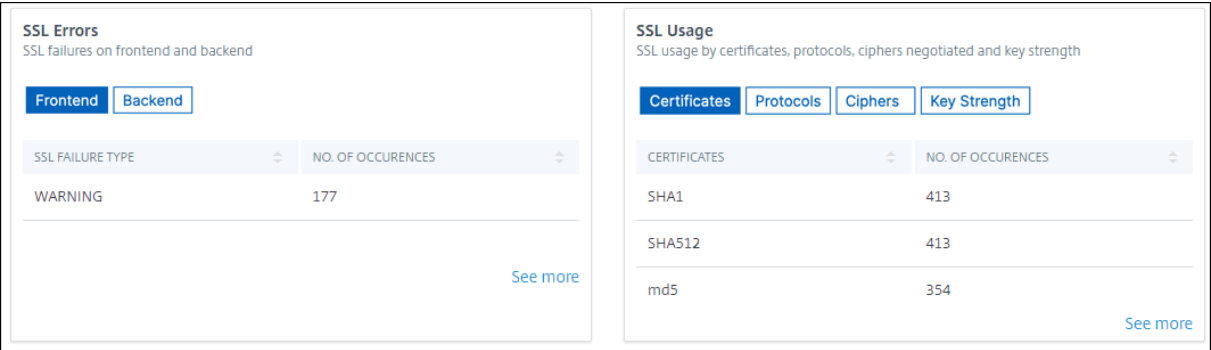 SSL Errors
SSL failures on frontend and backend
Frontend Backend
SSL FAILURE TYPE NO. OF OCCURENCES
WARNING 177
See more
SSL Usage
SSL usage by certificates, protocols, ciphers negotiated and key strength
Certificates Protocols Ciphers Key Strength
CERTIFICATES NO. OF OCCURENCES
SHA1 413
SHA512 413
md5 354
See more